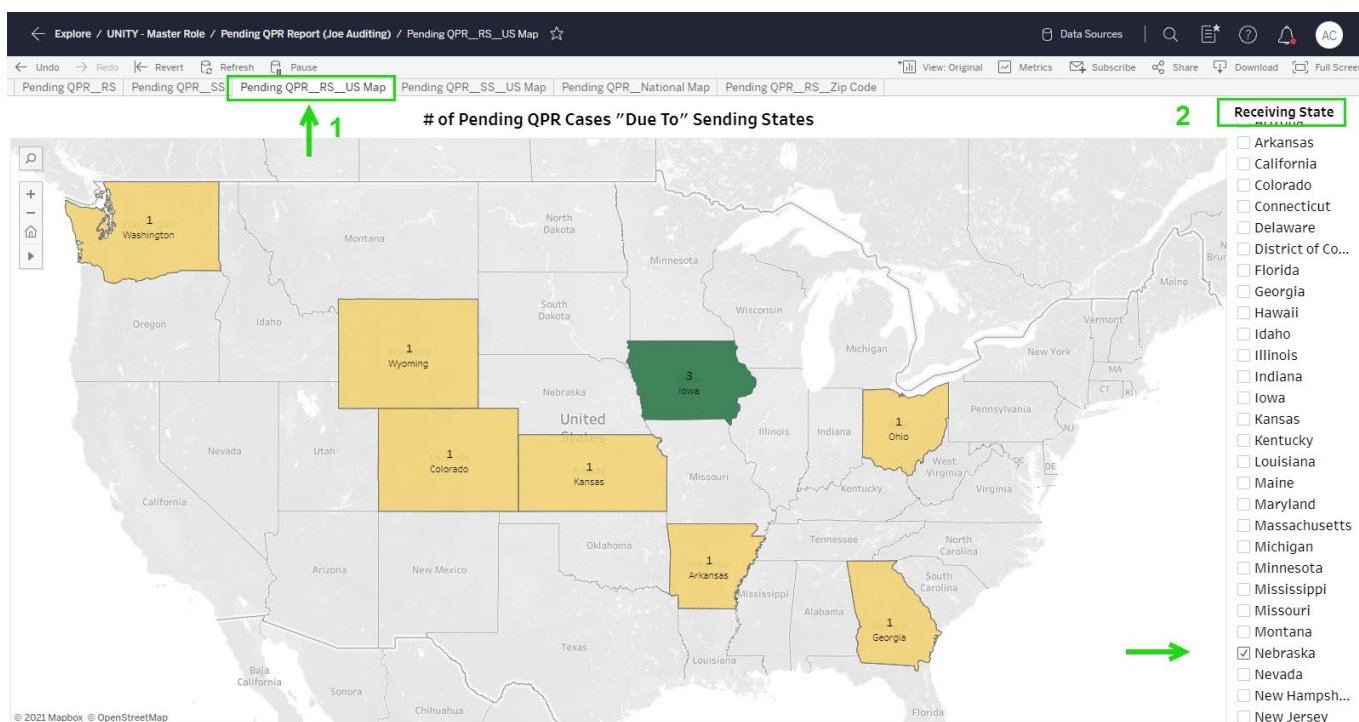 Explore / UNITY - Master Role / Pending QPR Report (Joe Auditing) / Pending QPR__RS__US Map
Data Sources
AC
Undo Redo Revert Refresh Pause
View: Original Metrics Subscribe Share Download Full Screen
Pending QPR__RS Pending QPR__SS Pending QPR__RS__US Map Pending QPR__SS__US Map Pending QPR__National Map Pending QPR__RS__Zip Code
1
# of Pending QPR Cases "Due To" Sending States
2
Receiving State
Arkansas
California
Colorado
Connecticut
Delaware
District of Co...
Florida
Georgia
Hawaii
Idaho
Illinois
Indiana
Iowa
Kansas
Kentucky
Louisiana
Maine
Maryland
Massachusetts
Michigan
Minnesota
Mississippi
Missouri
Montana
Nebraska
Nevada
New Hampsh...
New Jersey
1
Washington
Montana
North
Dakota
Minnesota
Oregon
Idaho
South
Dakota
Wisconsin
Michigan
Maine
Vermont
New York
MA
CT
RI
1
Wyoming
Nebraska
3
Iowa
United
States
Illinois
Indiana
1
Ohio
Pennsylvania
NJ
Nevada
Utah
1
Colorado
1
Kansas
Missouri
West
Virginia
DC
DE
Kentucky
Virginia
California
Arizona
New Mexico
Oklahoma
1
Arkansas
Tennessee
North
Carolina
South
Carolina
Mississippi
Alabama
1
Georgia
Texas
Louisiana
Florida
Baja
California
Sonora
Chihuahua
© 2021 Mapbox © OpenStreetMap